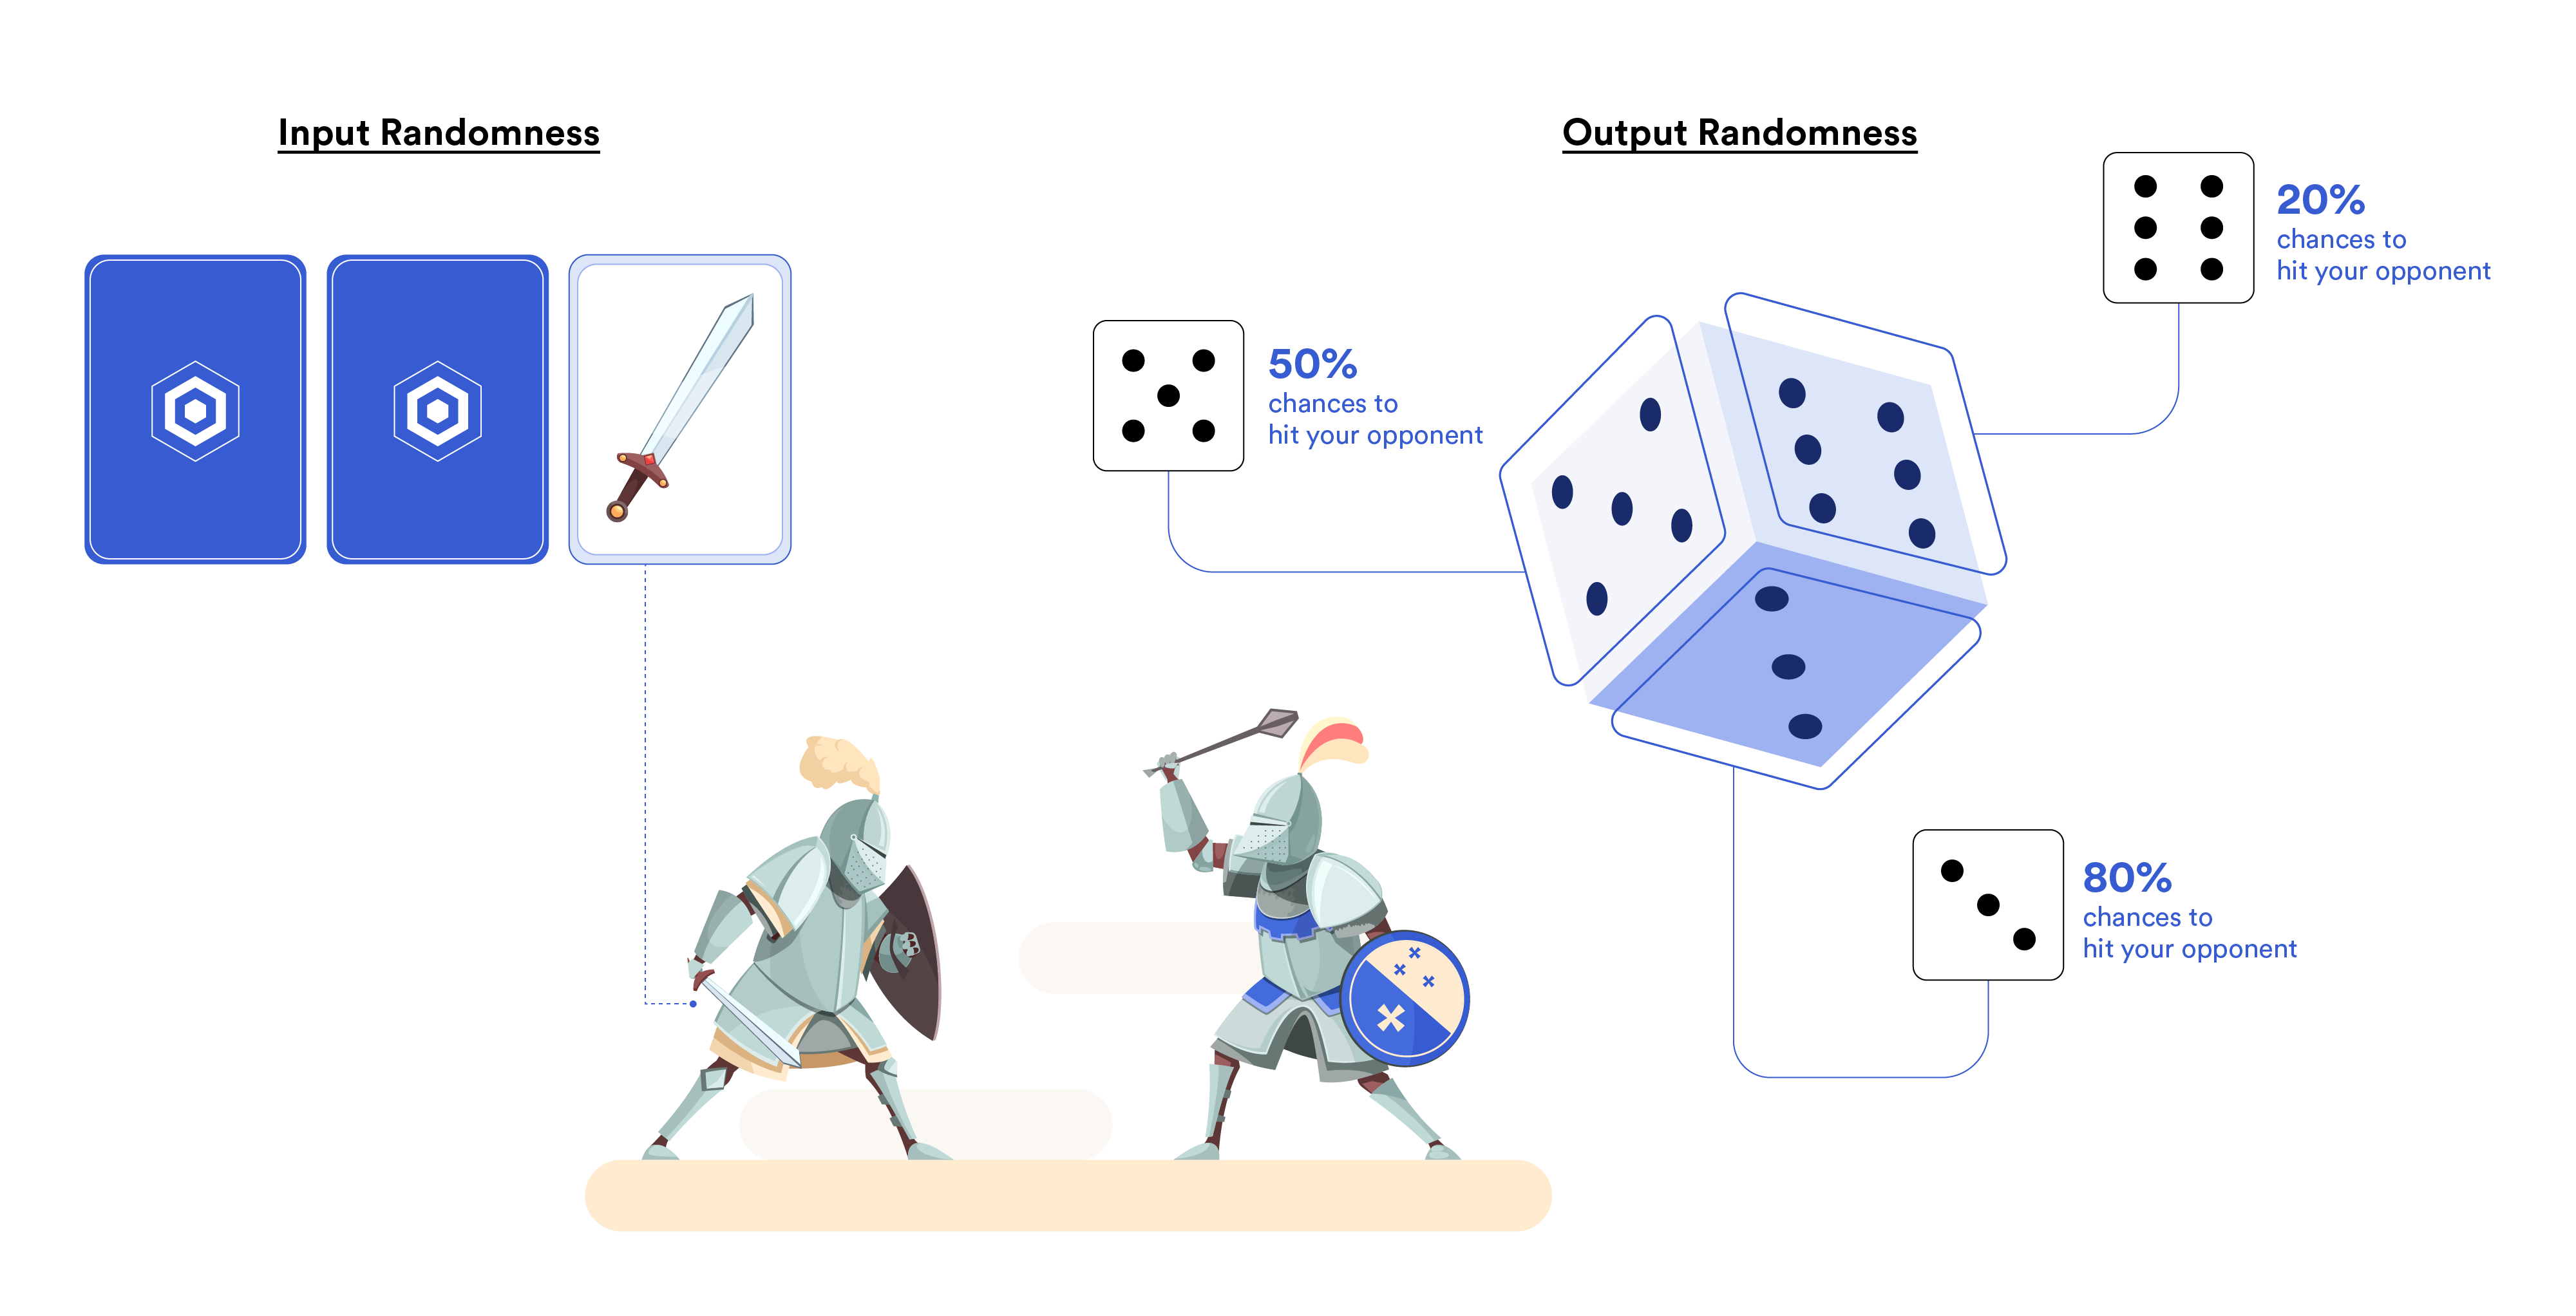 Input Randomness
Output Randomness
20%
chances to
hit your opponent
50%
chances to
hit your opponent
80%
chances to
hit your opponent